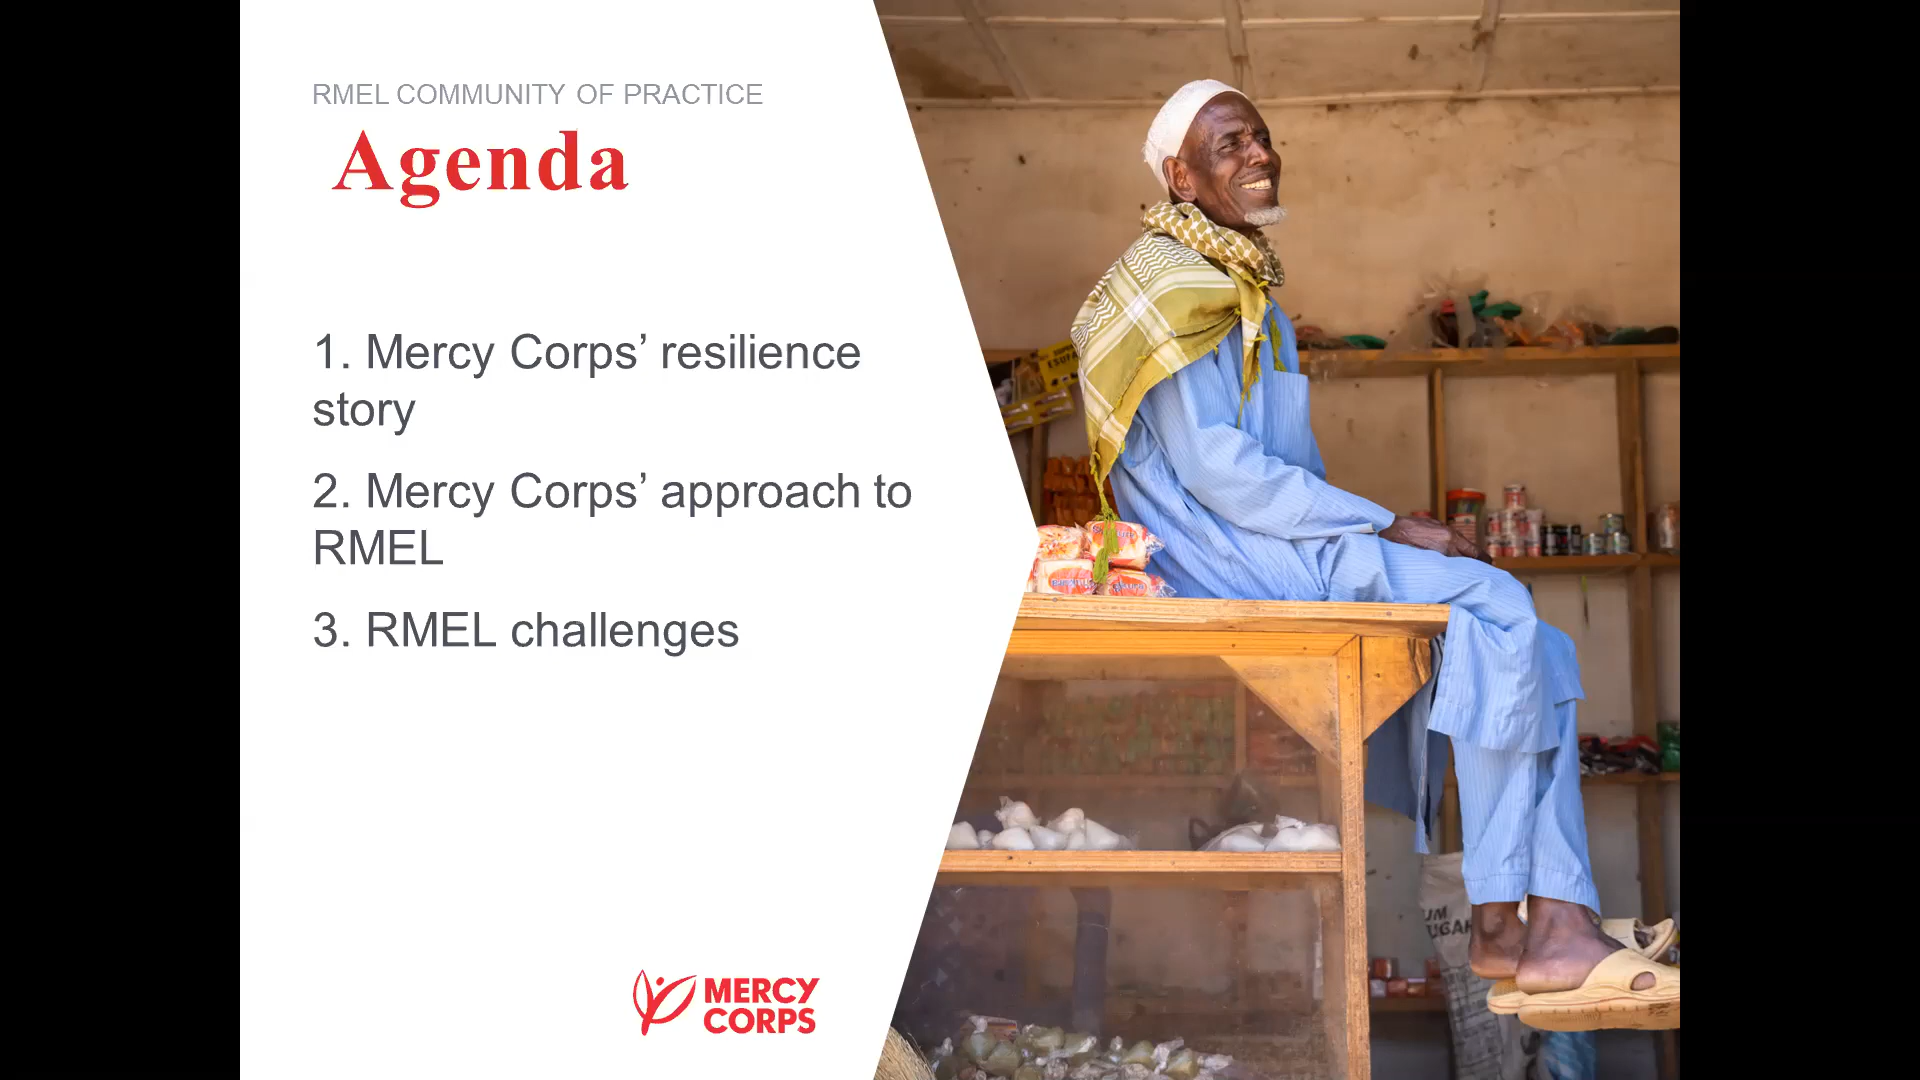 RMEL COMMUNITY OF PRACTICE
Agenda
1. Mercy Corps’ resilience
story
2. Mercy Corps’ approach to
RMEL
3. RMEL challenges
MERCY
CORPS